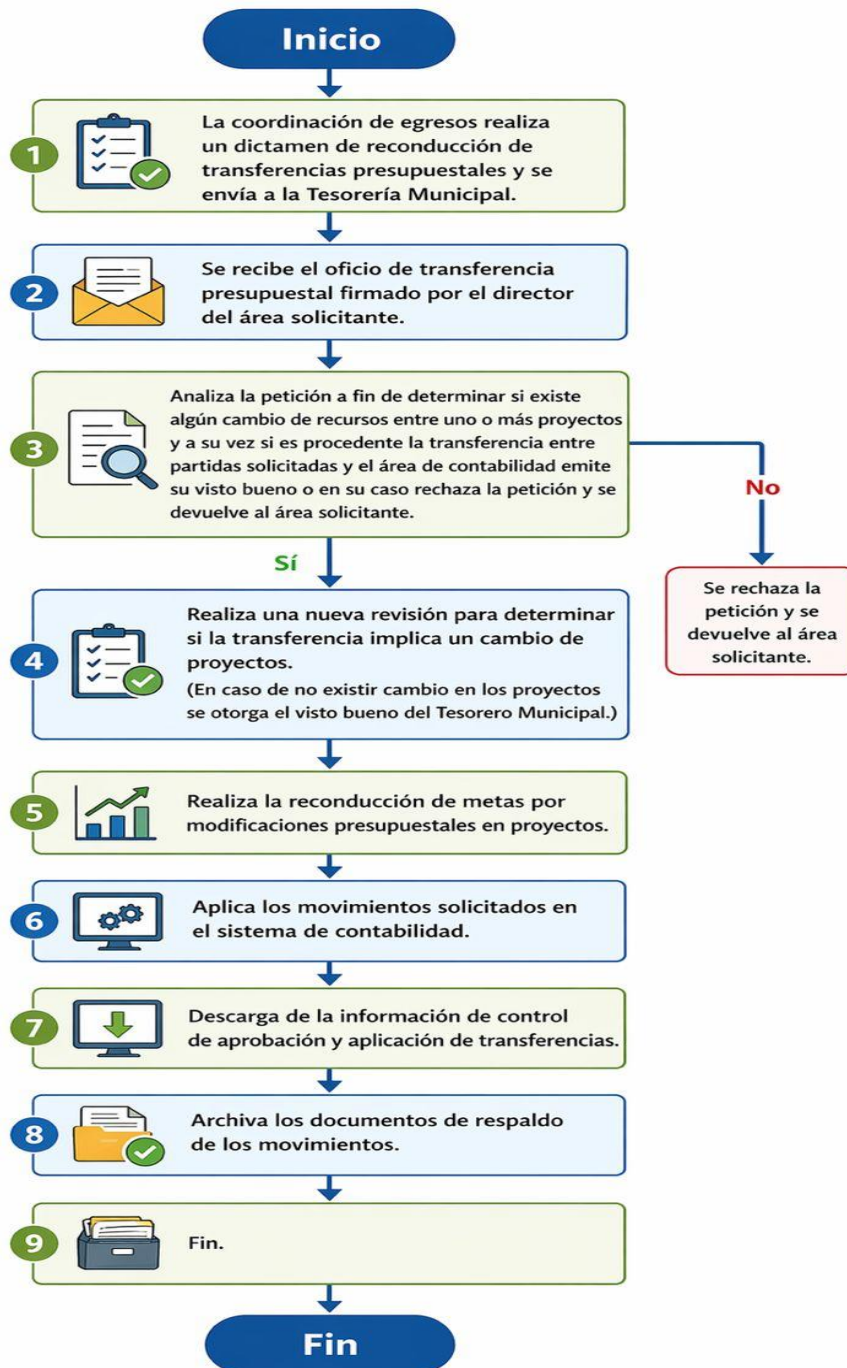 Inicio
1
La coordinación de egresos realiza
un dictamen de reconducción de
transferencias presupuestales y se
envía a la Tesorería Municipal.
2
Se recibe el oficio de transferencia
presupuestal firmado por el director
del área solicitante.
3
Analiza la petición a fin de determinar si existe
algún cambio de recursos entre uno o más proyectos
y a su vez si es procedente la transferencia entre
partidas solicitadas y el área de contabilidad emite
su visto bueno o en su caso rechaza la petición y se
devuelve al área solicitante.
No
Se rechaza la
petición y se
devuelve al área
solicitante.
Sí
4
Realiza una nueva revisión para determinar
si la transferencia implica un cambio de
proyectos.
(En caso de no existir cambio en los proyectos
se otorga el visto bueno del Tesorero Municipal.)
5
Realiza la reconducción de metas por
modificaciones presupuestales en proyectos.
6
Aplica los movimientos solicitados en
el sistema de contabilidad.
7
Descarga de la información de control
de aprobación y aplicación de transferencias.
8
Archiva los documentos de respaldo
de los movimientos.
9
Fin.
Fin